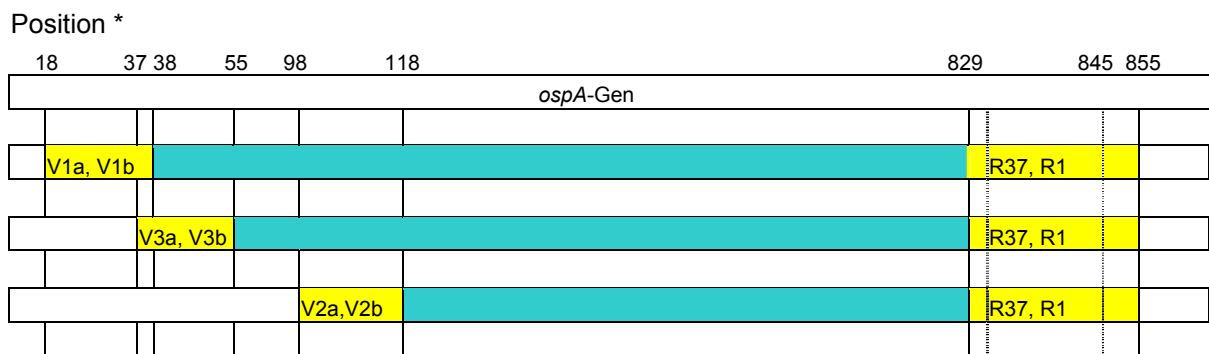 Position *
18 37 38 55 98 118 829 845 855
ospA-Gen
V1a, V1b R37, R1
V3a, V3b R37, R1
V2a,V2b R37, R1